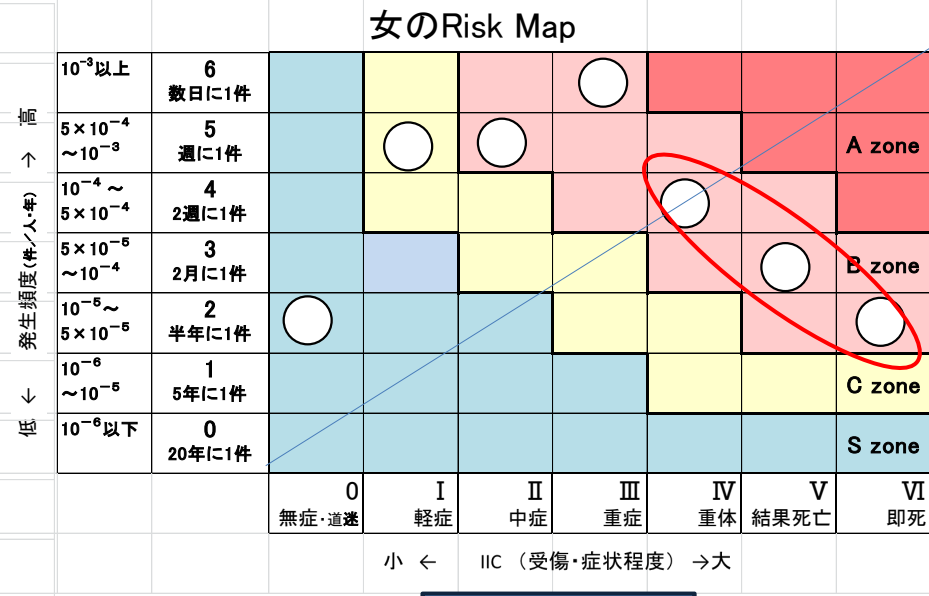 女のRisk Map
10⁻³以上
6
数日に1件
5×10⁻⁴
～10⁻³
5
週に1件
A zone
10⁻⁴～
5×10⁻⁴
4
2週に1件
5×10⁻⁵
～10⁻⁴
3
2月に1件
B zone
10⁻⁵～
5×10⁻⁵
2
半年に1件
10⁻⁶
～10⁻⁵
1
5年に1件
C zone
10⁻⁶以下
0
20年に1件
S zone
低 ← 発生頻度(件/人・年) → 高
0
無症・道迷
Ⅰ
軽症
Ⅱ
中症
Ⅲ
重症
Ⅳ
重体
Ⅴ
結果死亡
Ⅵ
即死
小 ← IIC （受傷・症状程度） →大